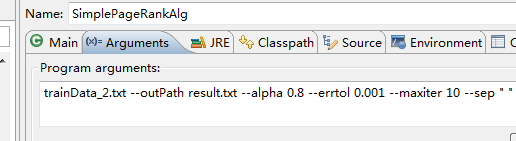 Name: SimplePageRankAlg
Main (x)= Arguments JRE Classpath Source Environment
Program arguments:
trainData_2.txt --outPath result.txt --alpha 0.8 --errtol 0.001 --maxiter 10 --sep " "